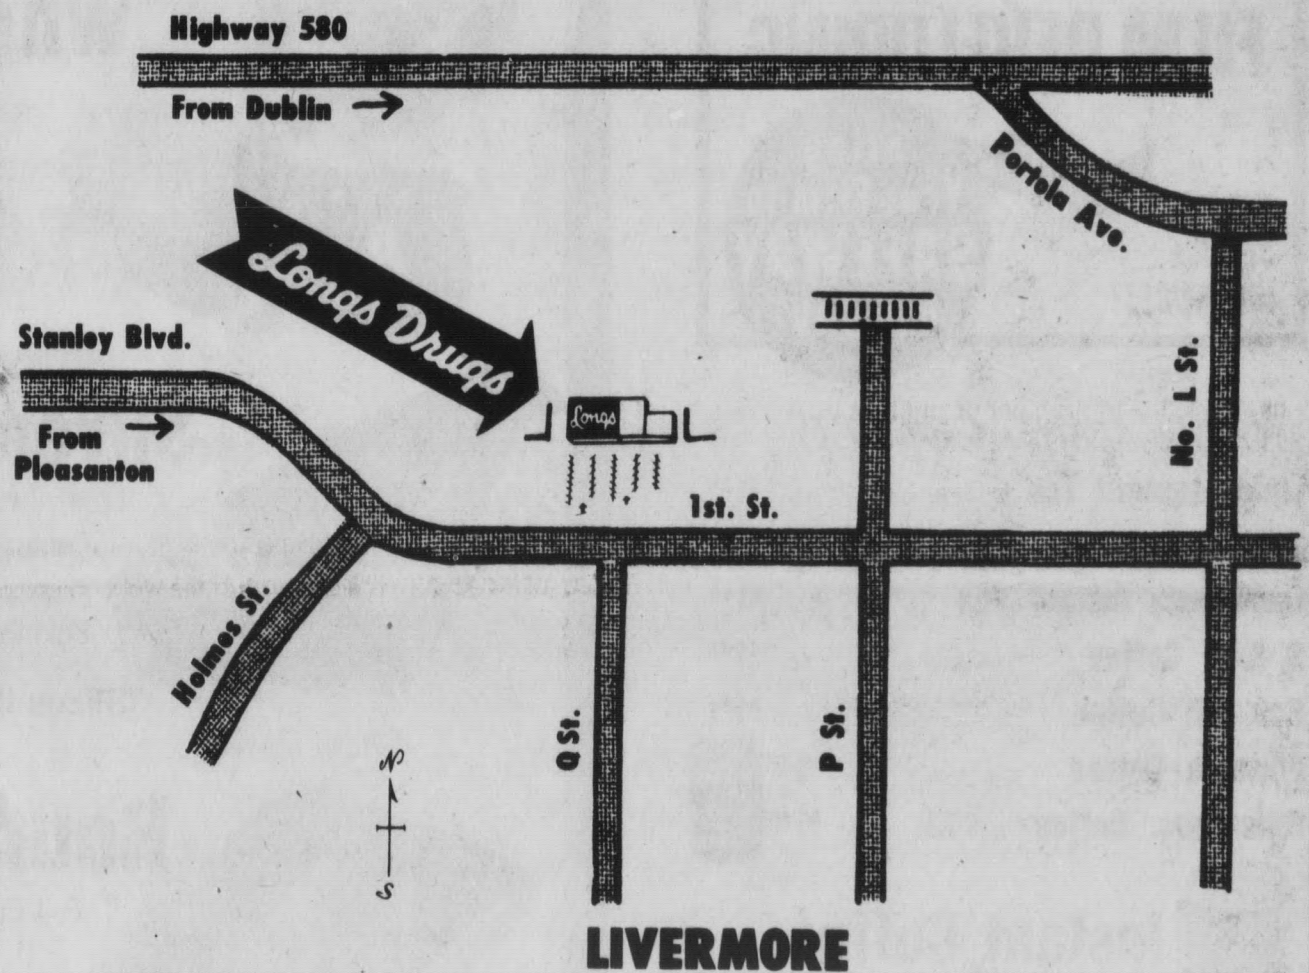 Highway 580
From Dublin
Portola Ave.
Longs Drugs
Stanley Blvd.
From
Pleasanton
Longs
No. L St.
1st. St.
Holmes St.
Q St.
P St.
N
S
LIVERMORE